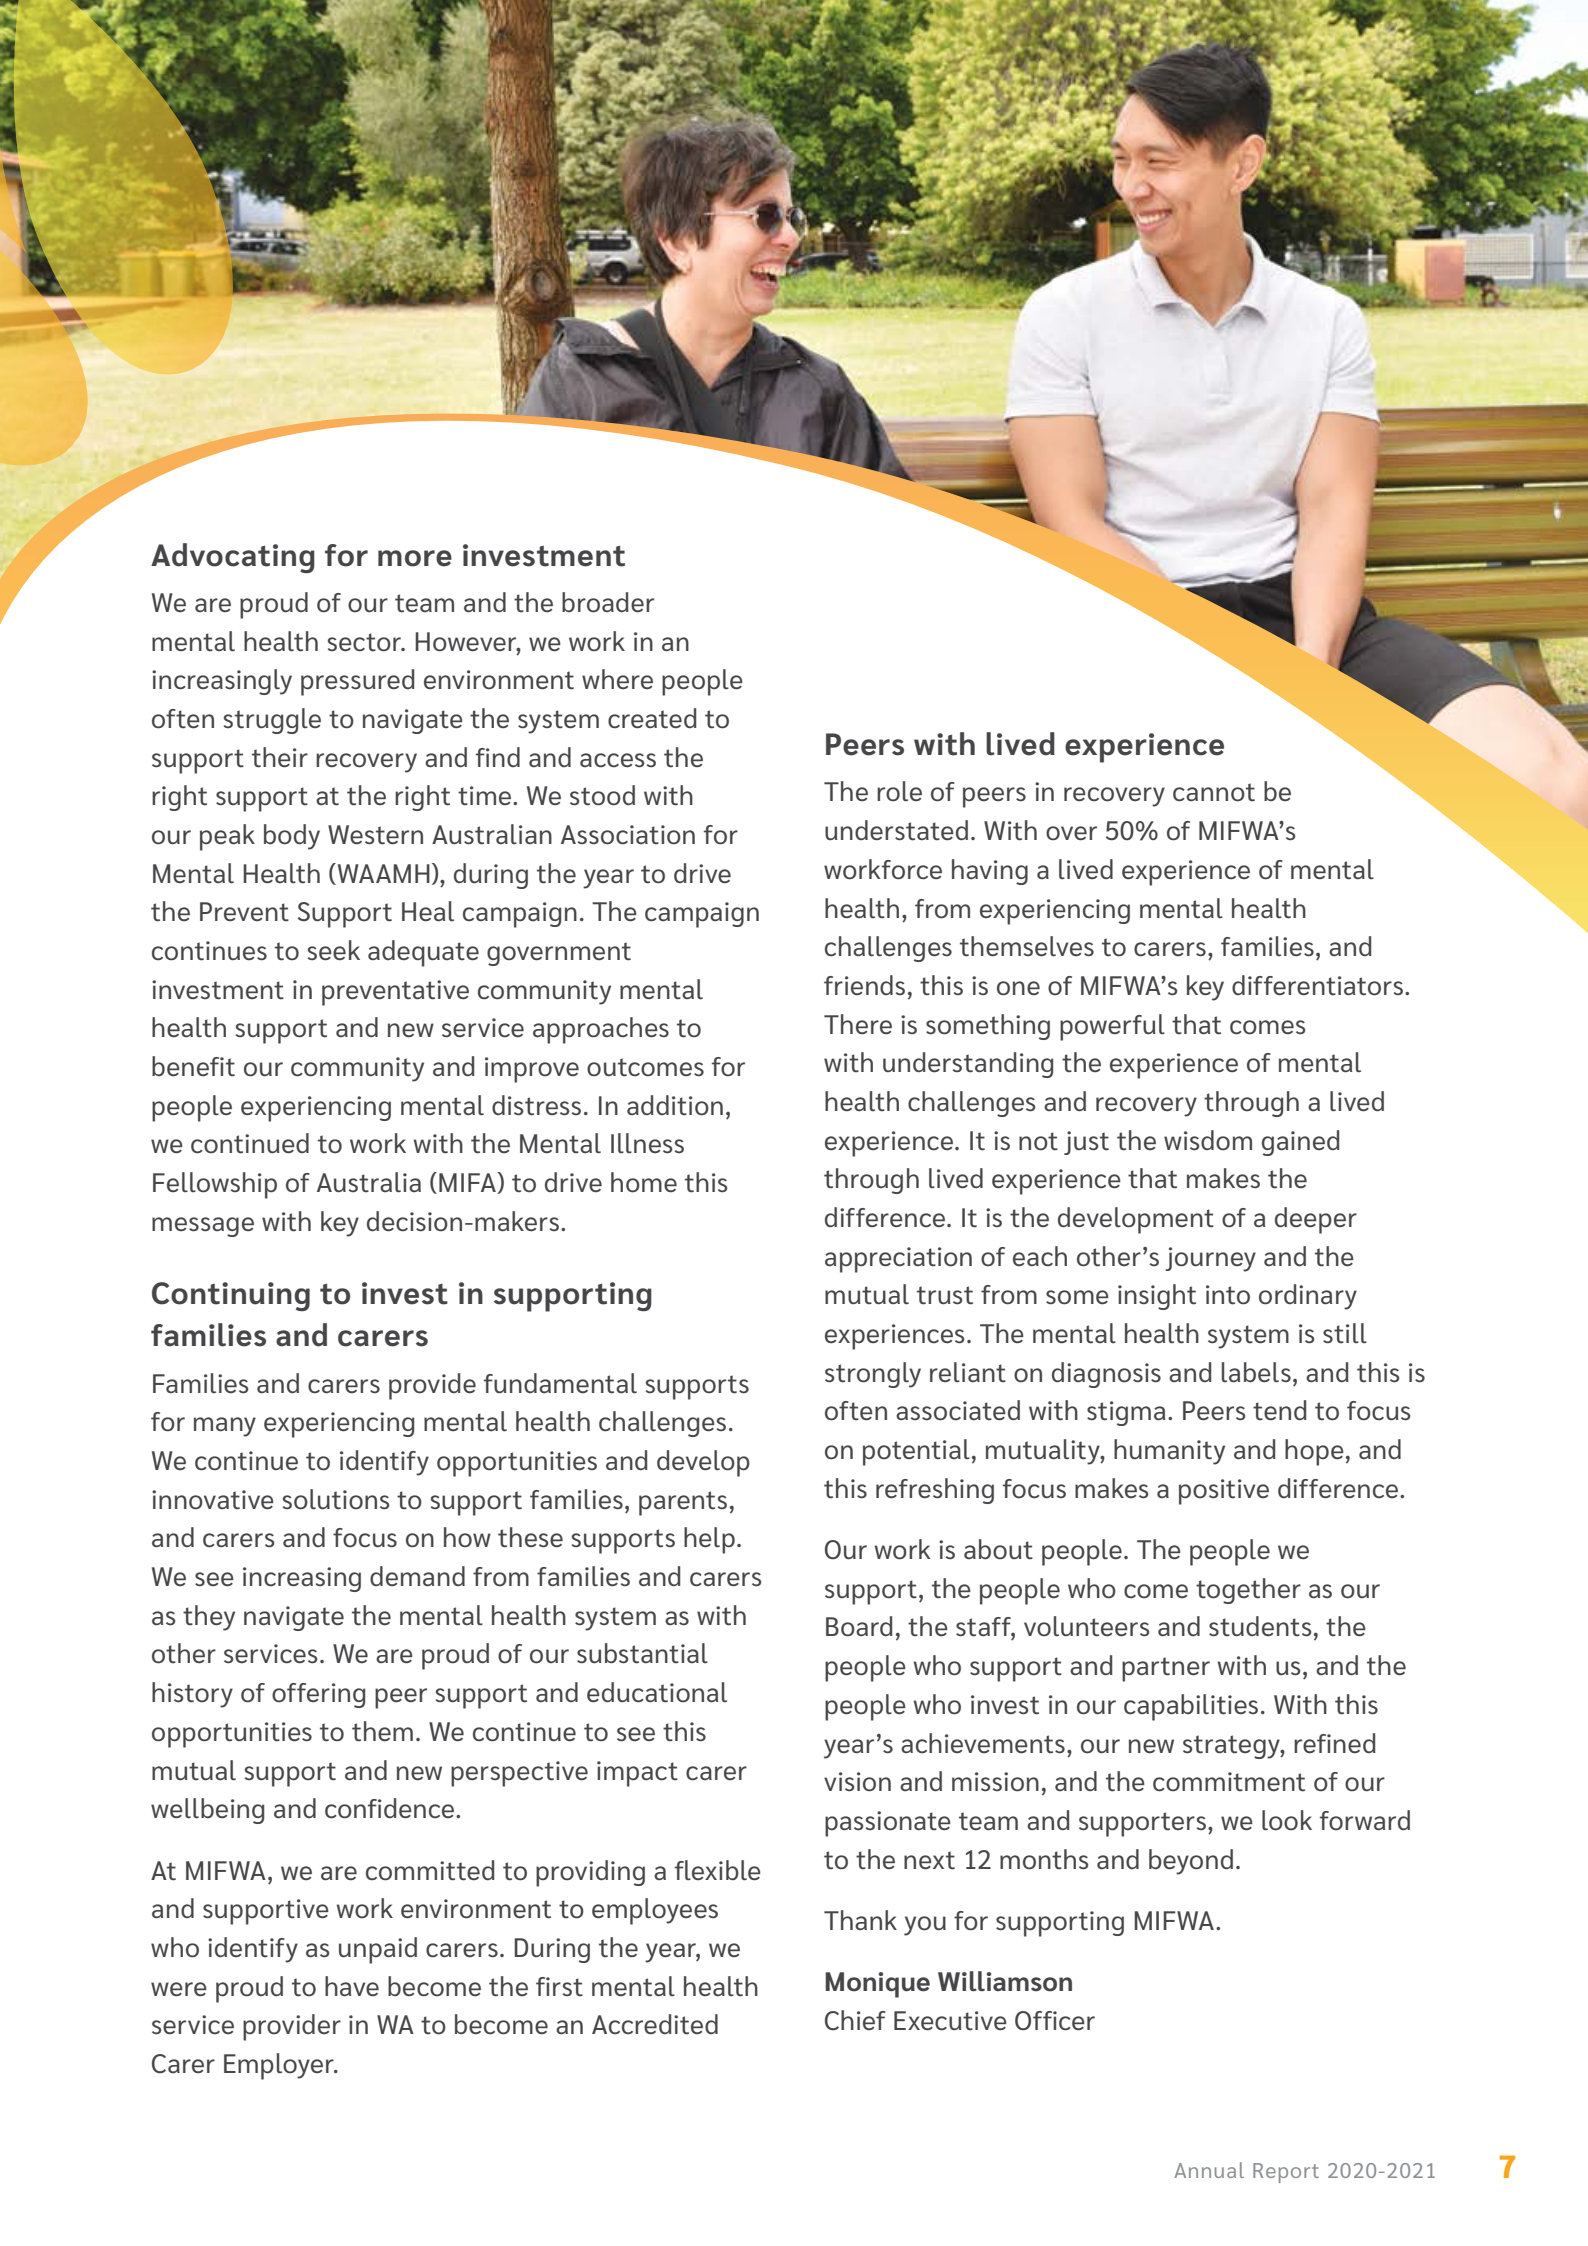 Advocating for more investment
We are proud of our team and the broader
mental health sector. However, we work in an
increasingly pressured environment where people
often struggle to navigate the system created to
support their recovery and find and access the
right support at the right time. We stood with
our peak body Western Australian Association for
Mental Health (WAAMH), during the year to drive
the Prevent Support Heal campaign. The campaign
continues to seek adequate government
investment in preventative community mental
health support and new service approaches to
benefit our community and improve outcomes for
people experiencing mental distress. In addition,
we continued to work with the Mental Illness
Fellowship of Australia (MIFA) to drive home this
message with key decision-makers.
Continuing to invest in supporting
families and carers
Families and carers provide fundamental supports
for many experiencing mental health challenges.
We continue to identify opportunities and develop
innovative solutions to support families, parents,
and carers and focus on how these supports help.
We see increasing demand from families and carers
as they navigate the mental health system as with
other services. We are proud of our substantial
history of offering peer support and educational
opportunities to them. We continue to see this
mutual support and new perspective impact carer
wellbeing and confidence.
At MIFWA, we are committed to providing a flexible
and supportive work environment to employees
who identify as unpaid carers. During the year, we
were proud to have become the first mental health
service provider in WA to become an Accredited
Carer Employer.
Peers with lived experience
The role of peers in recovery cannot be
understated. With over 50% of MIFWA’s
workforce having a lived experience of mental
health, from experiencing mental health
challenges themselves to carers, families, and
friends, this is one of MIFWA’s key differentiators.
There is something powerful that comes
with understanding the experience of mental
health challenges and recovery through a lived
experience. It is not just the wisdom gained
through lived experience that makes the
difference. It is the development of a deeper
appreciation of each other’s journey and the
mutual trust from some insight into ordinary
experiences. The mental health system is still
strongly reliant on diagnosis and labels, and this is
often associated with stigma. Peers tend to focus
on potential, mutuality, humanity and hope, and
this refreshing focus makes a positive difference.
Our work is about people. The people we
support, the people who come together as our
Board, the staff, volunteers and students, the
people who support and partner with us, and the
people who invest in our capabilities. With this
year’s achievements, our new strategy, refined
vision and mission, and the commitment of our
passionate team and supporters, we look forward
to the next 12 months and beyond.
Thank you for supporting MIFWA.
Monique Williamson
Chief Executive Officer
Annual Report 2020-2021 7